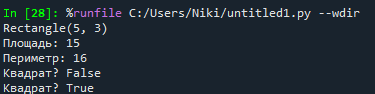 In [28]: %runfile C:/Users/Niki/untitled1.py --wdir
Rectangle(5, 3)
Площадь: 15
Периметр: 16
Квадрат? False
Квадрат? True